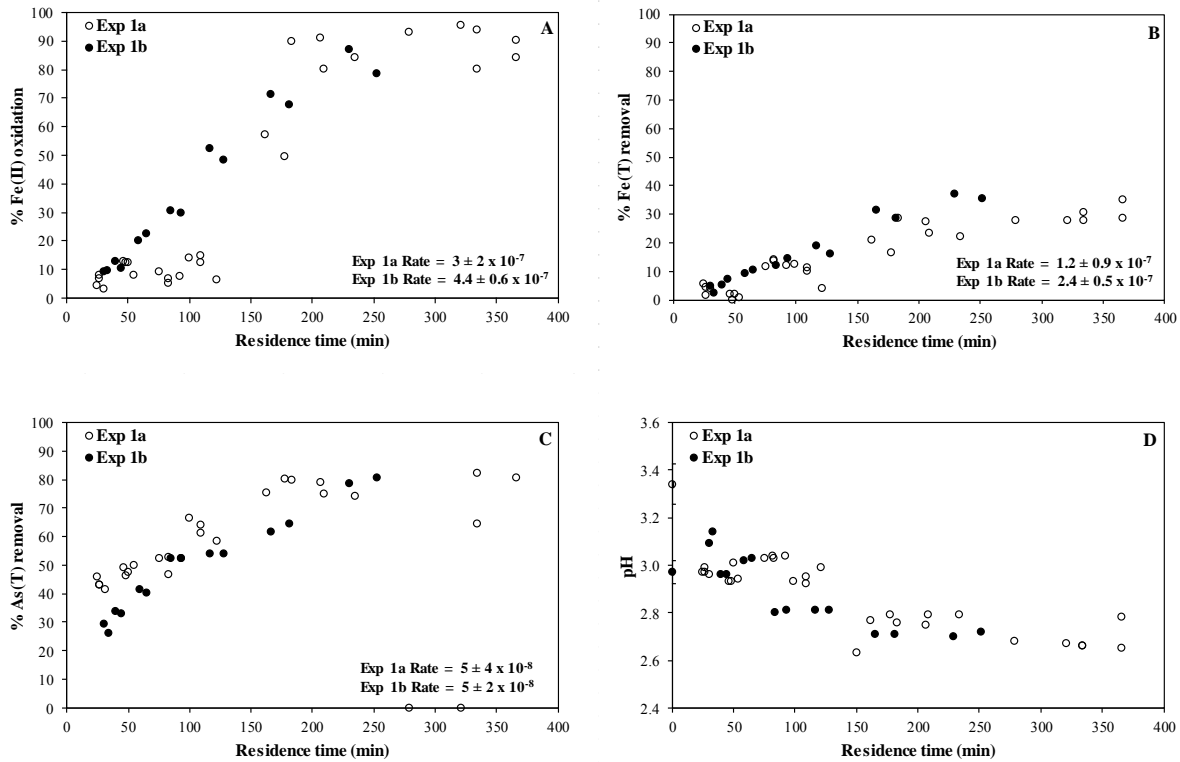 A
○ Exp 1a
● Exp 1b
100
90
80
70
60
50
40
30
20
10
0
% Fe(II) oxidation
Exp 1a Rate = 3 ± 2 x 10⁻⁷
Exp 1b Rate = 4.4 ± 0.6 x 10⁻⁷
0 50 100 150 200 250 300 350 400
Residence time (min)
B
○ Exp 1a
● Exp 1b
100
90
80
70
60
50
40
30
20
10
0
% Fe(T) removal
Exp 1a Rate = 1.2 ± 0.9 x 10⁻⁷
Exp 1b Rate = 2.4 ± 0.5 x 10⁻⁷
0 50 100 150 200 250 300 350 400
Residence time (min)
C
○ Exp 1a
● Exp 1b
100
90
80
70
60
50
40
30
20
10
0
% As(T) removal
Exp 1a Rate = 5 ± 4 x 10⁻⁸
Exp 1b Rate = 5 ± 2 x 10⁻⁸
0 50 100 150 200 250 300 350 400
Residence time (min)
D
○ Exp 1a
● Exp 1b
3.6
3.4
3.2
3.0
2.8
2.6
2.4
pH
0 50 100 150 200 250 300 350 400
Residence time (min)